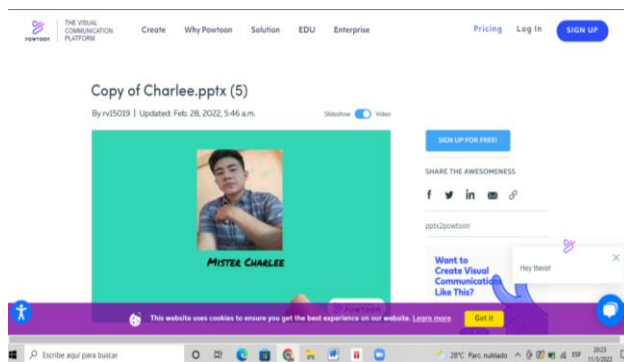 POWTOON
THE VISUAL
COMMUNICATION
PLATFORM
Create Why Powtoon Solution EDU Enterprise
Pricing Log In SIGN UP
Copy of Charlee.pptx (5)
By rv15019 | Updated: Feb. 28, 2022, 5:46 a.m.
Slideshow Video
MISTER CHARLEE
POWTOON
SIGN UP FOR FREE!
SHARE THE AWESOMENESS
pptx2powtoon
Want to
Create Visual
Communications
Like This?
Hey there!
This website uses cookies to ensure you get the best experience on our website. Learn more
Got it
Escribe aquí para buscar
28°C Parc. nublado
ESP
20:23
11/5/2022